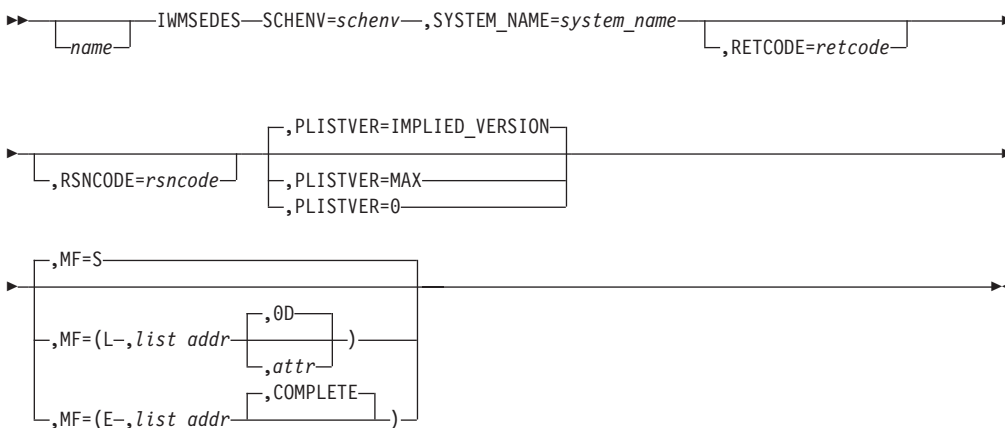 IWMSEDES SCHENV=schenv ,SYSTEM_NAME=system_name
name ,RETCODE=retcode
,PLISTVER=IMPLIED_VERSION
,RSNCODE=rsncode ,PLISTVER=MAX
,PLISTVER=0
,MF=S
,0D
,MF=(L ,list addr )
,attr
,COMPLETE
,MF=(E ,list addr )